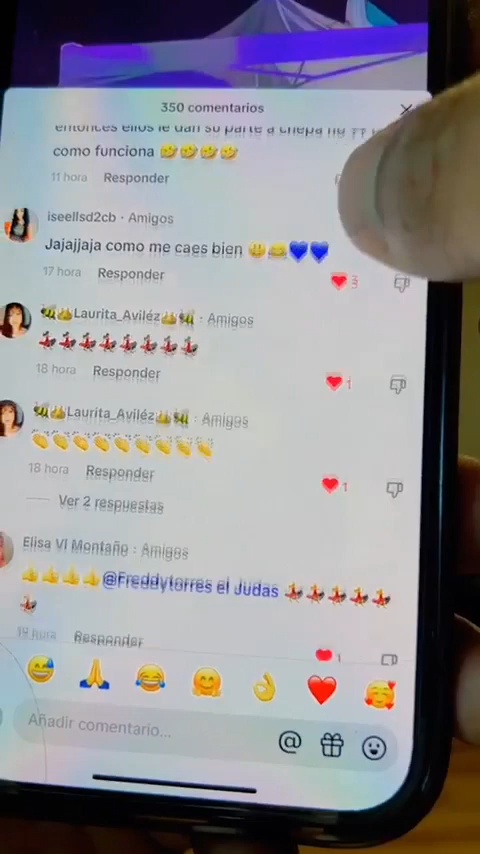 350 comentarios
entonces ellos le dan su parte a chepa no
como funciona 🤣🤣🤣🤣
11 hora Responder
iseellsd2cb · Amigos
Jajajjaja como me caes bien 😂💙💙
17 hora Responder
3
🐝👑Laurita_Aviléz👑🐝 · Amigos
💃💃💃💃💃💃💃💃
18 hora Responder
1
🐝👑Laurita_Aviléz👑🐝 · Amigos
👏👏👏👏👏👏👏👏👏
18 hora Responder
1
Ver 2 respuestas
Elisa VI Montaño · Amigos
👍👍👍👍@Freddytorres el Judas 💃💃💃💃💃
💃
19 hora Responder
1
😅🙏😂🤗👌❤️🥰
Añadir comentario...
@